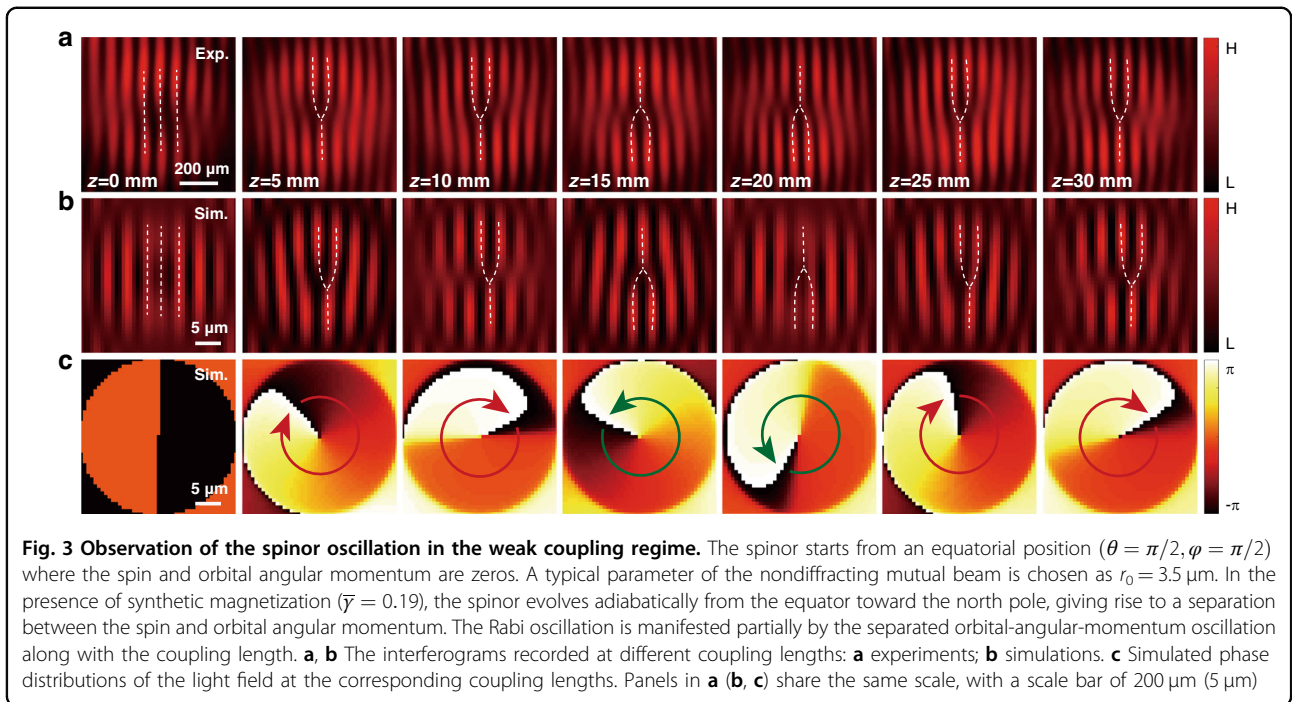 a
Exp.
H
200 µm
z=0 mm
z=5 mm
z=10 mm
z=15 mm
z=20 mm
z=25 mm
z=30 mm
L
b
Sim.
H
5 µm
L
c
Sim.
π
5 µm
-π
Fig. 3 Observation of the spinor oscillation in the weak coupling regime. The spinor starts from an equatorial position (θ = π/2, φ = π/2)
where the spin and orbital angular momentum are zeros. A typical parameter of the nondiffracting mutual beam is chosen as r₀ = 3.5 µm. In the
presence of synthetic magnetization (γ̅ = 0.19), the spinor evolves adiabatically from the equator toward the north pole, giving rise to a separation
between the spin and orbital angular momentum. The Rabi oscillation is manifested partially by the separated orbital-angular-momentum oscillation
along with the coupling length. a, b The interferograms recorded at different coupling lengths: a experiments; b simulations. c Simulated phase
distributions of the light field at the corresponding coupling lengths. Panels in a (b, c) share the same scale, with a scale bar of 200 µm (5 µm)